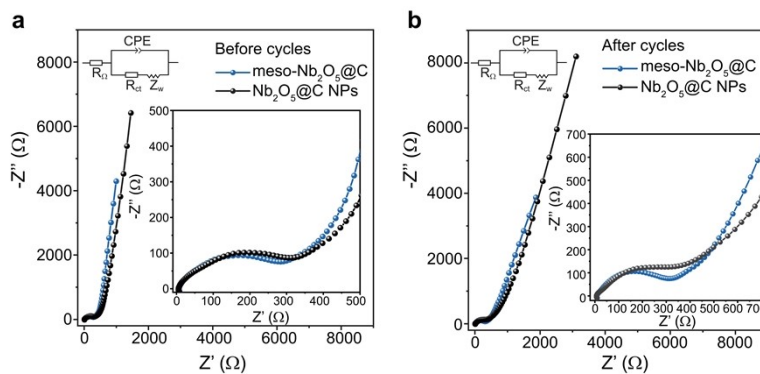 a
CPE
RΩ
Rct
Zw
Before cycles
meso-Nb2O5@C
Nb2O5@C NPs
8000
6000
4000
2000
0
-Z'' (Ω)
0 2000 4000 6000 8000
Z' (Ω)
500
400
300
200
100
0
-Z'' (Ω)
0 100 200 300 400 500
Z' (Ω)
b
CPE
RΩ
Rct
Zw
After cycles
meso-Nb2O5@C
Nb2O5@C NPs
8000
6000
4000
2000
0
-Z'' (Ω)
0 2000 4000 6000 8000
Z' (Ω)
700
600
500
400
300
200
100
0
-Z'' (Ω)
0 100 200 300 400 500 600 700
Z' (Ω)